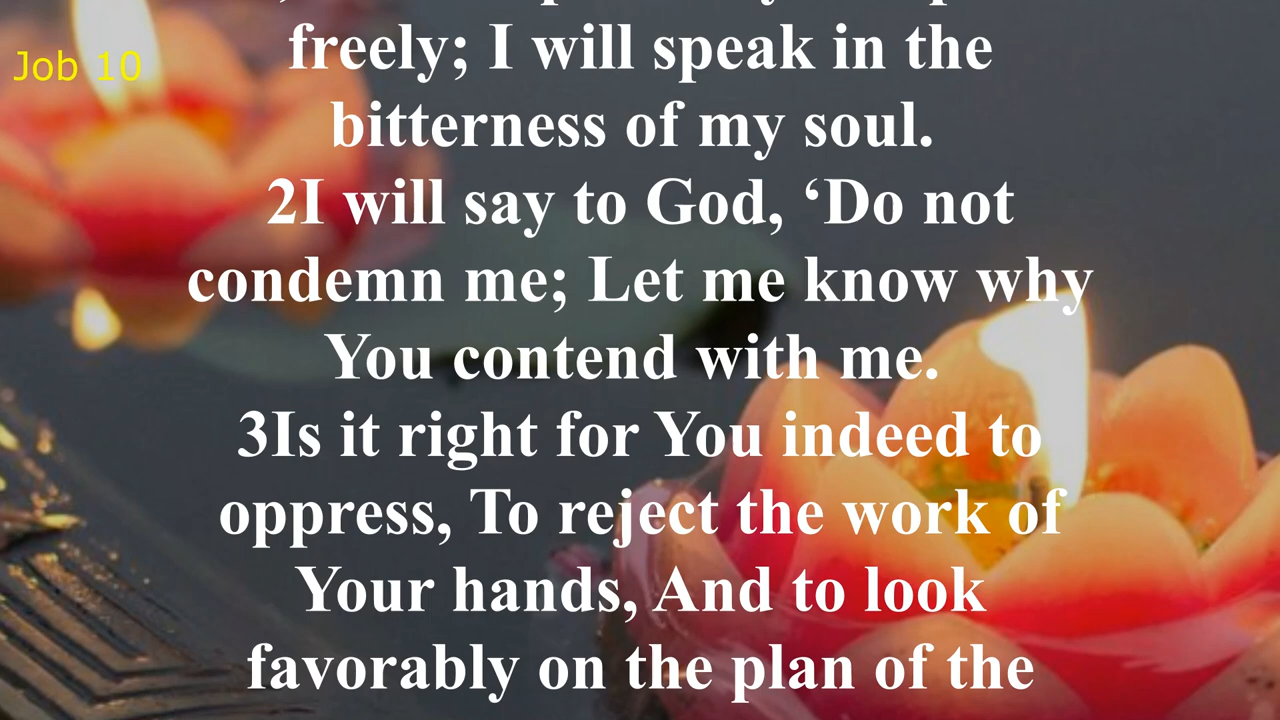 Job 10
freely; I will speak in the
bitterness of my soul.
2I will say to God, ‘Do not
condemn me; Let me know why
You contend with me.
3Is it right for You indeed to
oppress, To reject the work of
Your hands, And to look
favorably on the plan of the